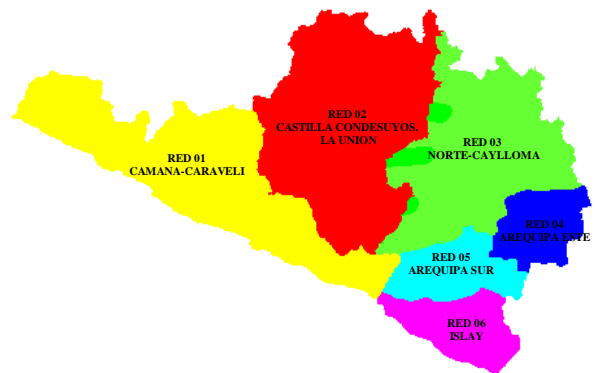 RED 01
CAMANA-CARAVELI
RED 02
CASTILLA CONDESUYOS.
LA UNION
RED 03
NORTE-CAYLLOMA
RED 04
AREQUIPA ESTE
RED 05
AREQUIPA SUR
RED 06
ISLAY